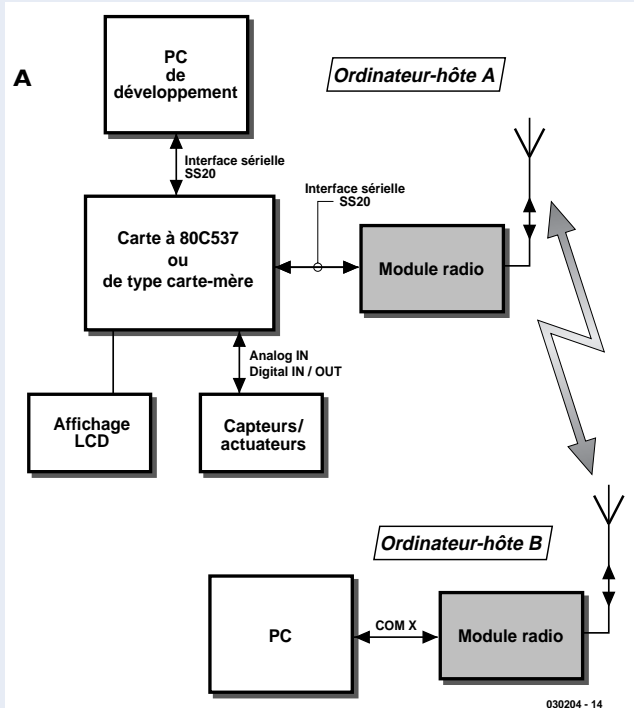 A
PC
de
développement
Ordinateur-hôte A
Interface sérielle
SS20
Interface sérielle
SS20
Carte à 80C537
ou
de type carte-mère
Module radio
Analog IN
Digital IN / OUT
Affichage
LCD
Capteurs/
actuateurs
Ordinateur-hôte B
PC
COM X
Module radio
030204 - 14